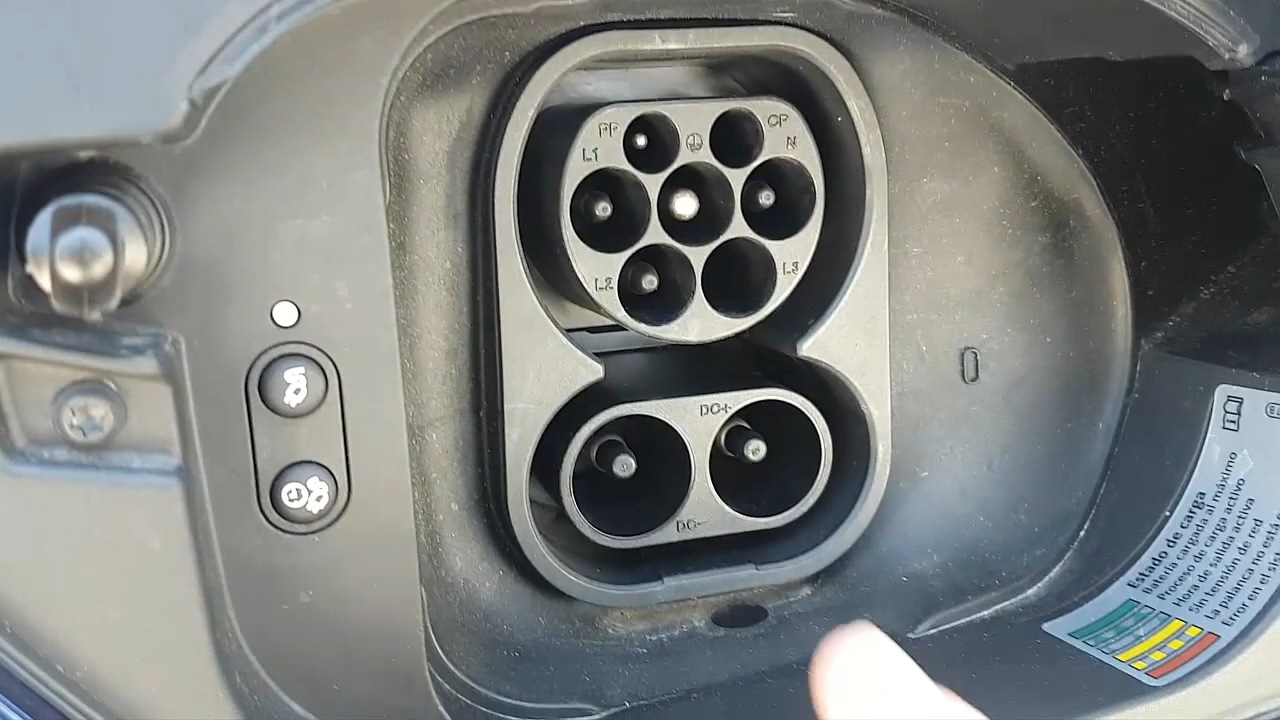 PP
CP
L1
N
L2
L3
DC+
DC-
Estado de carga
Batería cargada al máximo
Proceso de carga activo
Hora de salida activa
Sin tensión de red
La palanca no está
Error en el